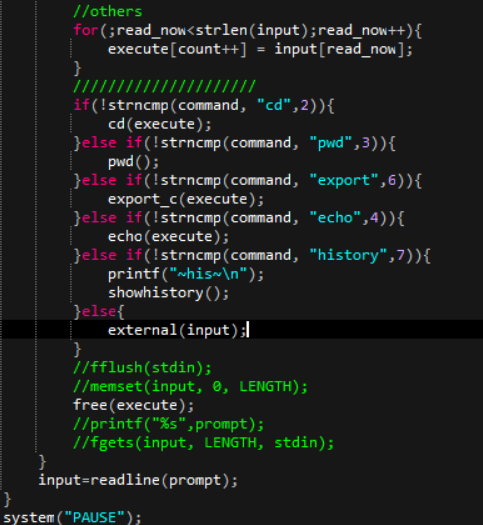 //others
for(;read_now<strlen(input);read_now++){
execute[count++] = input[read_now];
}
/////////////////////
if(!strncmp(command, "cd",2)){
cd(execute);
}else if(!strncmp(command, "pwd",3)){
pwd();
}else if(!strncmp(command, "export",6)){
export_c(execute);
}else if(!strncmp(command, "echo",4)){
echo(execute);
}else if(!strncmp(command, "history",7)){
printf("~his~\n");
showhistory();
}else{
external(input);
}
//fflush(stdin);
//memset(input, 0, LENGTH);
free(execute);
//printf("%s",prompt);
//fgets(input, LENGTH, stdin);
}
input=readline(prompt);
}
system("PAUSE");